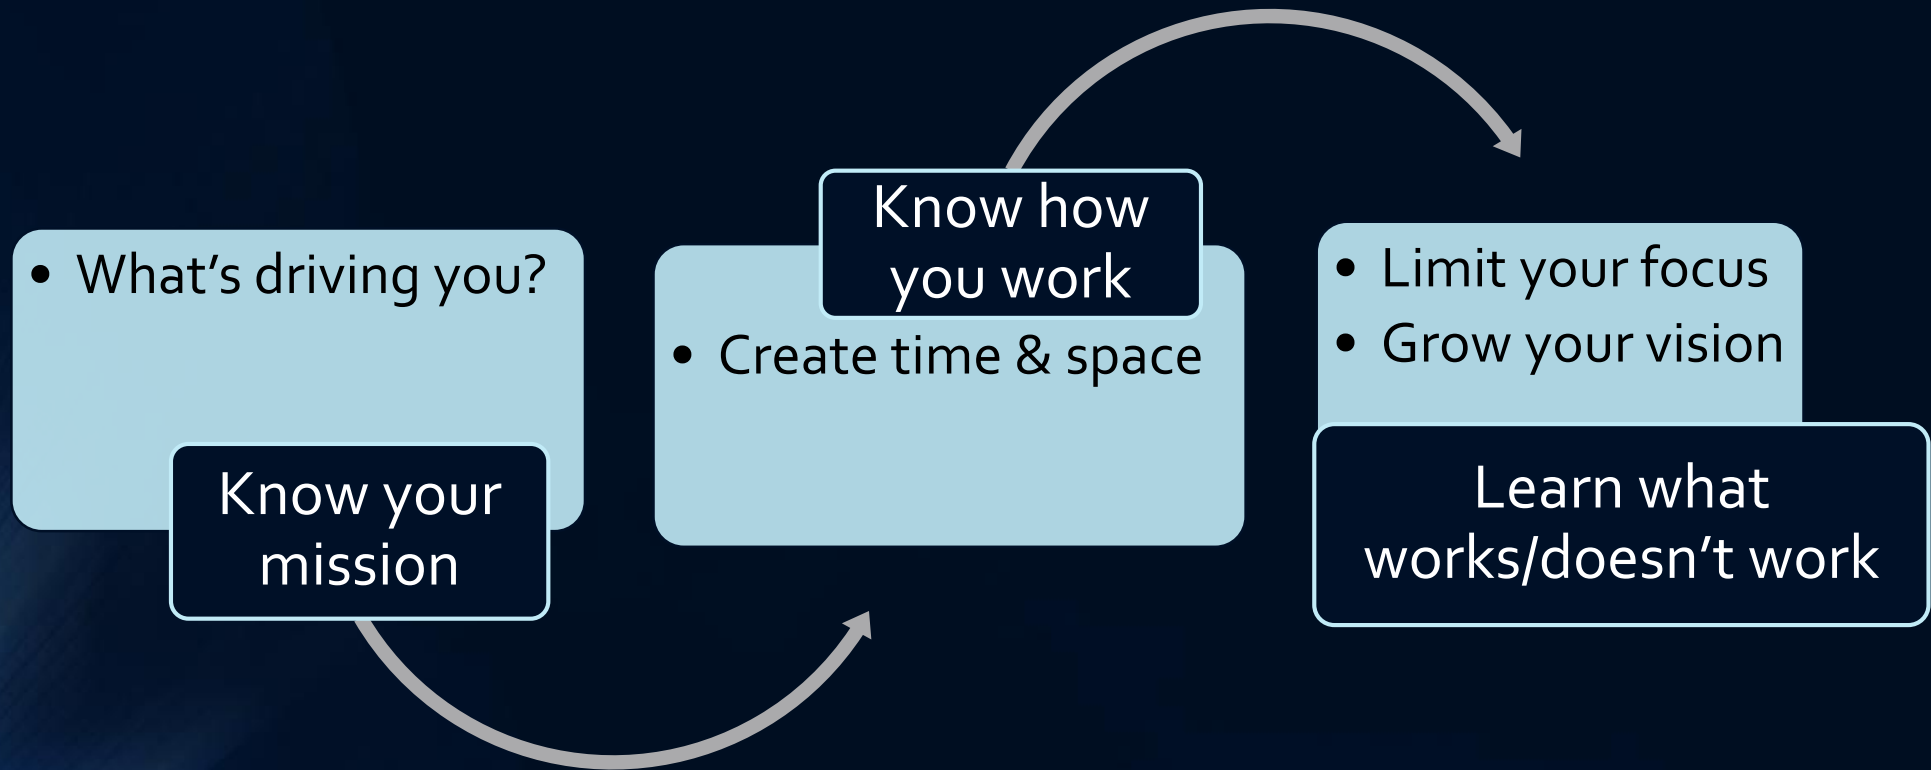 • What’s driving you?
Know your
mission
Know how
you work
• Create time & space
• Limit your focus
• Grow your vision
Learn what
works/doesn’t work